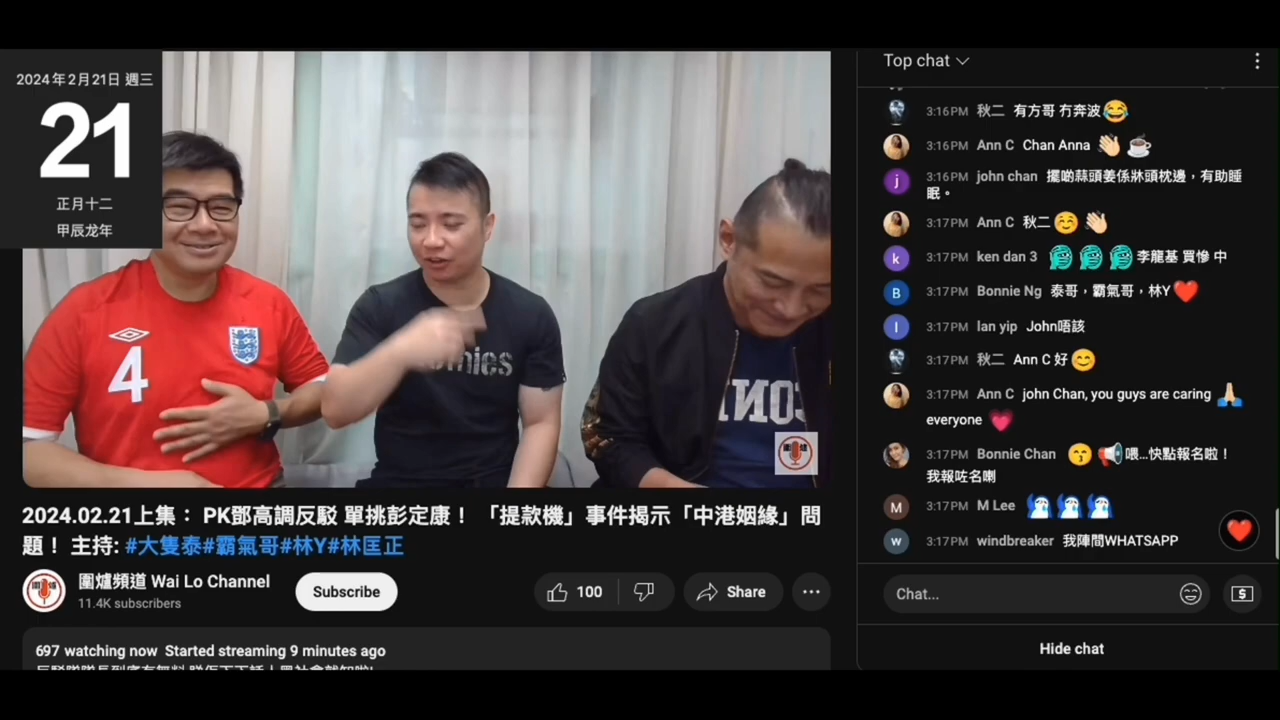 2024年2月21日 週三
21
正月十二
甲辰龙年
4
Top chat
3:16PM 秋二 有方哥 冇奔波
3:16PM Ann C Chan Anna
3:16PM john chan 擺啲蒜頭姜係牀頭枕邊，有助睡
眠。
3:17PM Ann C 秋二
3:17PM ken dan 3 李龍基 買慘 中
3:17PM Bonnie Ng 泰哥，霸氣哥，林Y
3:17PM lan yip John唔該
3:17PM 秋二 Ann C 好
3:17PM Ann C john Chan, you guys are caring
everyone
3:17PM Bonnie Chan 喂...快點報名啦！
我報咗名喇
3:17PM M Lee
3:17PM windbreaker 我陣間WHATSAPP
Chat...
Hide chat
2024.02.21上集： PK鄧高調反駁 單挑彭定康！ 「提款機」事件揭示「中港姻緣」問
題！ 主持: #大隻泰#霸氣哥#林Y#林匡正
圍爐頻道 Wai Lo Channel
11.4K subscribers
Subscribe
100
Share
697 watching now Started streaming 9 minutes ago